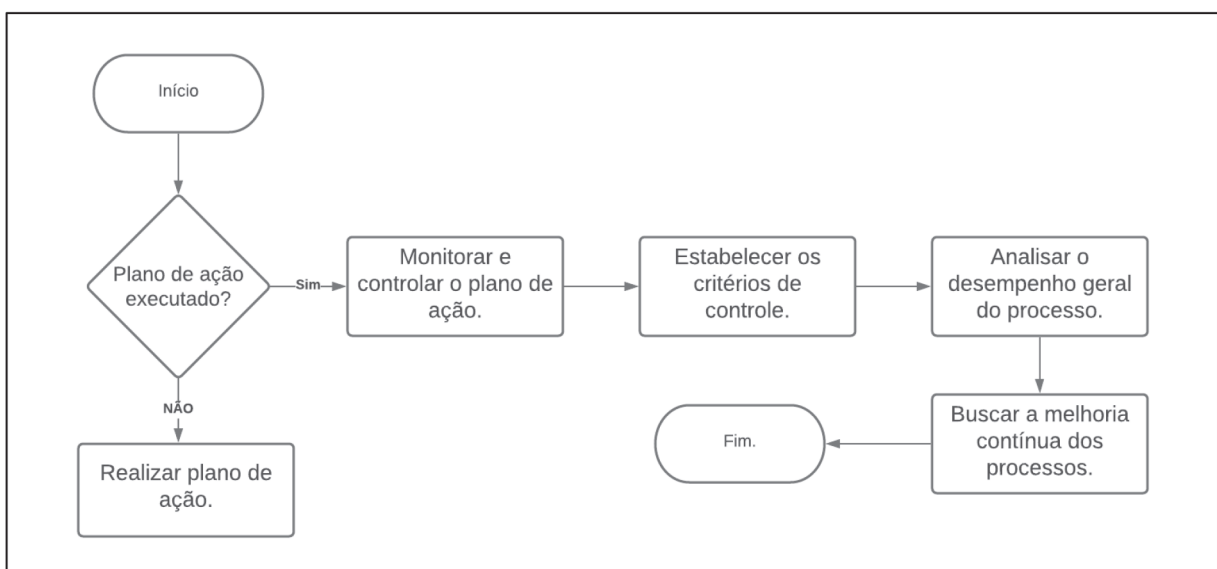 Início
Plano de ação
executado?
Sim
Monitorar e
controlar o plano de
ação.
Estabelecer os
critérios de
controle.
Analisar o
desempenho geral
do processo.
NÃO
Realizar plano de
ação.
Buscar a melhoria
contínua dos
processos.
Fim.